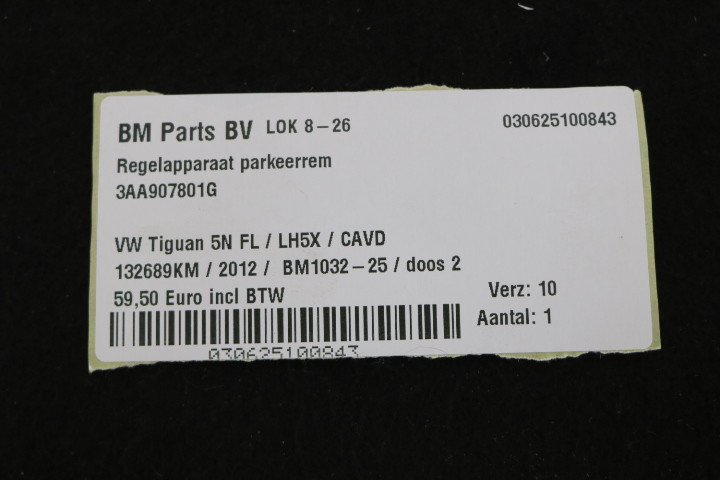 BM Parts BV LOK 8-26 030625100843
Regelapparaat parkeerrem
3AA907801G
VW Tiguan 5N FL / LH5X / CAVD
132689KM / 2012 / BM1032-25 / doos 2
59,50 Euro incl BTW Verz: 10
Aantal: 1
030625100843